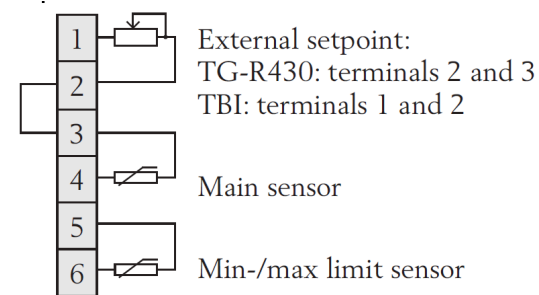 1
External setpoint:
2
TG-R430: terminals 2 and 3
TBI: terminals 1 and 2
3
4
Main sensor
5
6
Min-/max limit sensor